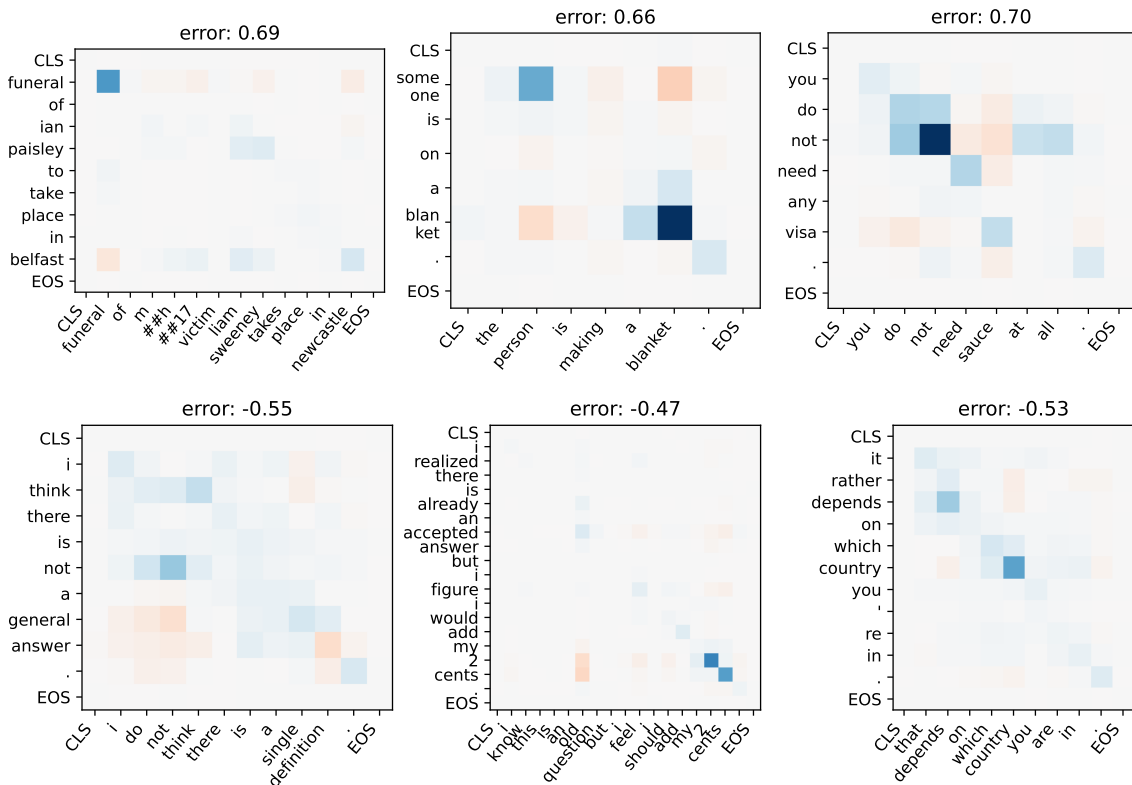 error: 0.69
CLS
funeral
of
ian
paisley
to
take
place
in
belfast
EOS
CLS
funeral
of
m
##h
##17
victim
liam
sweeney
takes
place
in
newcastle
EOS
error: 0.66
CLS
some
one
is
on
a
blan
ket
.
EOS
CLS
the
person
is
making
a
blanket
.
EOS
error: 0.70
CLS
you
do
not
need
any
visa
.
EOS
CLS
you
do
not
need
sauce
at
all
.
EOS
error: -0.55
CLS
i
think
there
is
not
a
general
answer
.
EOS
CLS
i
do
not
think
there
is
a
single
definition
.
EOS
error: -0.47
CLS
i
realized
there
is
already
an
accepted
answer
but
i
figure
i
would
add
my
2
cents
.
EOS
CLS
i
know
this
is
an
old
question
but
i
feel
i
should
add
my
2
cents
.
EOS
error: -0.53
CLS
it
rather
depends
on
which
country
you
'
re
in
.
EOS
CLS
that
depends
on
which
country
you
are
in
.
EOS